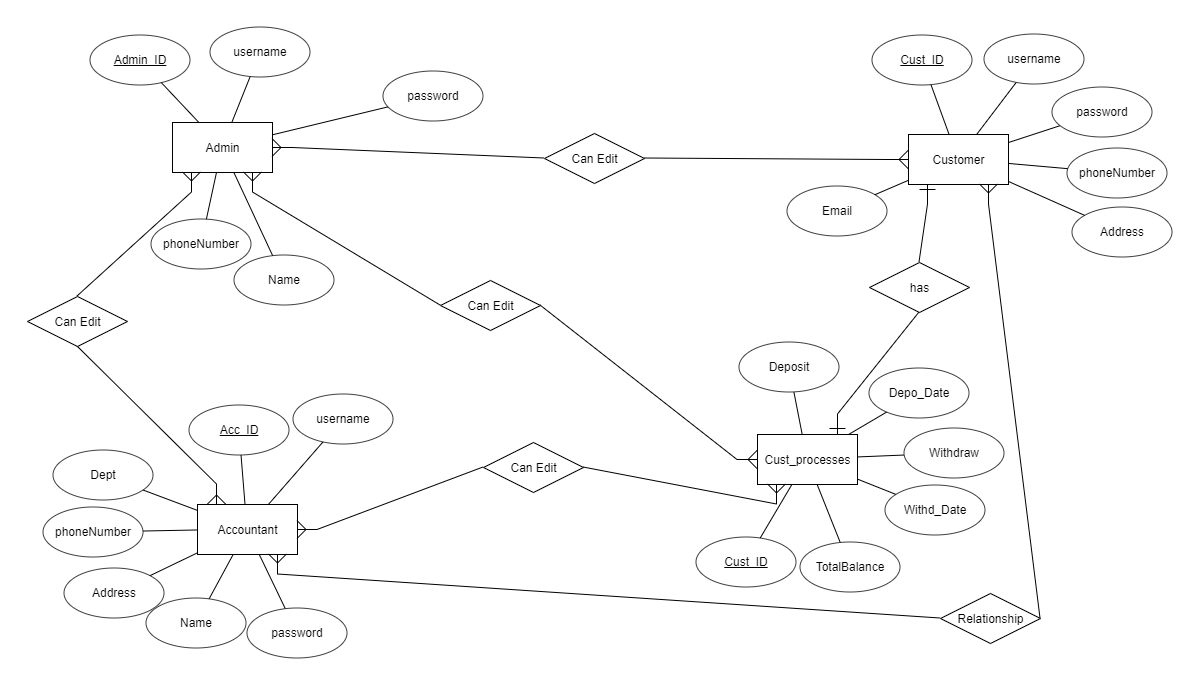 Admin_ID
username
Cust_ID
username
password
password
phoneNumber
Address
Admin
Can Edit
Customer
Email
phoneNumber
Name
has
Can Edit
Can Edit
Deposit
Depo_Date
Acc_ID
username
Withdraw
Cust_processes
Can Edit
Dept
Withd_Date
phoneNumber
Accountant
Cust_ID
TotalBalance
Address
Name
password
Relationship